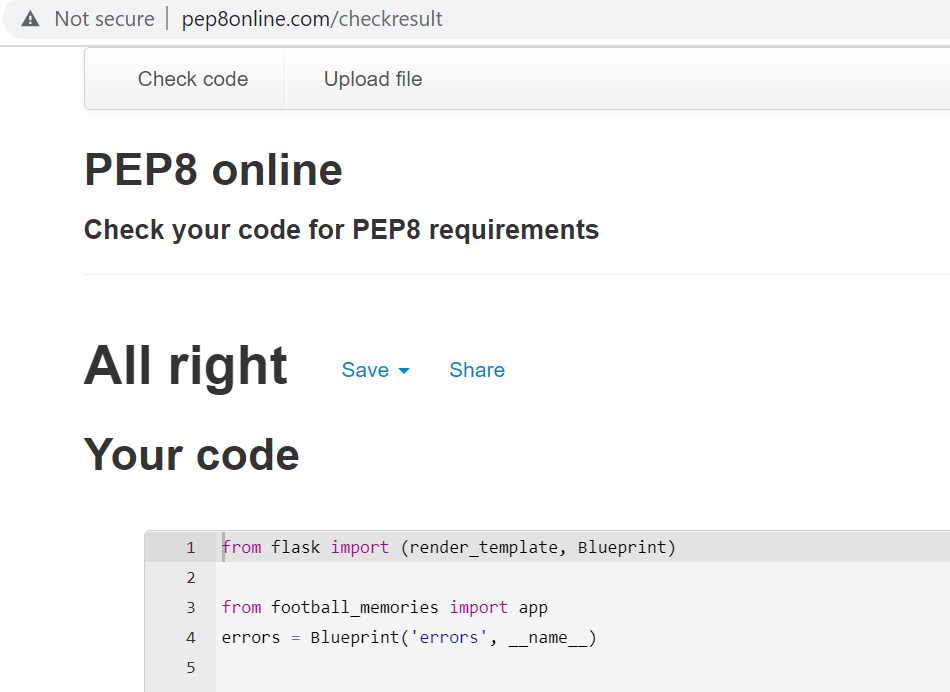 Not secure pep8online.com/checkresult
Check code Upload file
PEP8 online
Check your code for PEP8 requirements
All right Save Share
Your code
1 from flask import (render_template, Blueprint)
2
3 from football_memories import app
4 errors = Blueprint('errors', __name__)
5